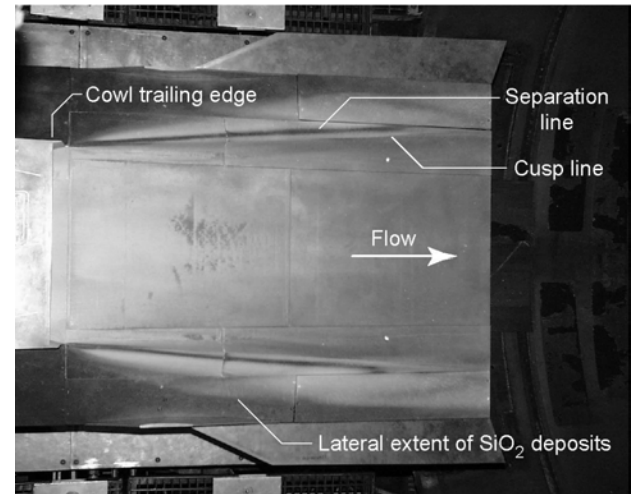 Cowl trailing edge
Separation
line
Cusp line
Flow
Lateral extent of SiO₂ deposits